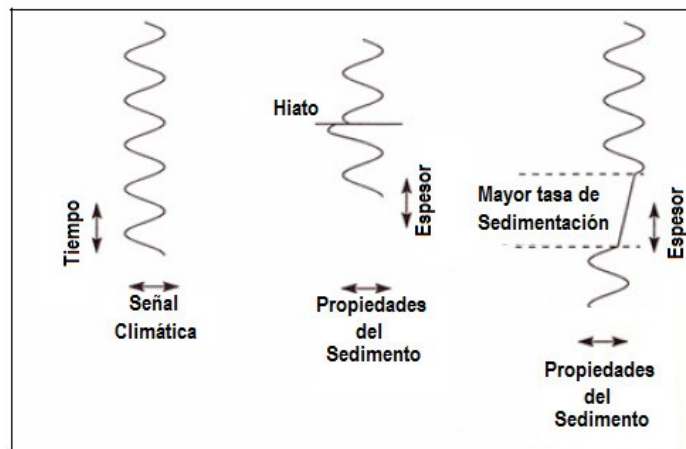 Tiempo
Señal
Climática
Hiato
Espesor
Propiedades
del
Sedimento
Mayor tasa de
Sedimentación
Espesor
Propiedades
del
Sedimento